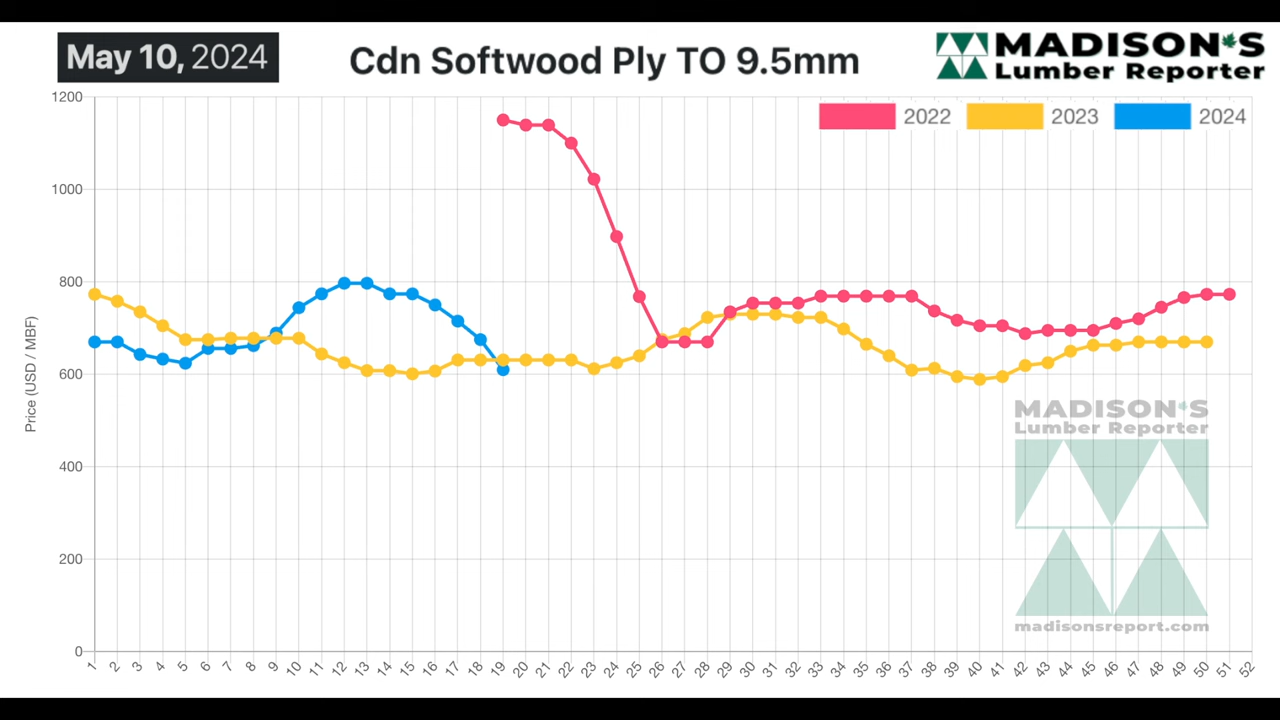 May 10, 2024
Cdn Softwood Ply TO 9.5mm
MADISON'S
Lumber Reporter
2022 2023 2024
1200
1000
800
600
400
200
0
Price (USD / MBF)
MADISON'S
Lumber Reporter
madisonsreport.com
1 2 3 4 5 6 7 8 9 10 11 12 13 14 15 16 17 18 19 20 21 22 23 24 25 26 27 28 29 30 31 32 33 34 35 36 37 38 39 40 41 42 43 44 45 46 47 48 49 50 51 52